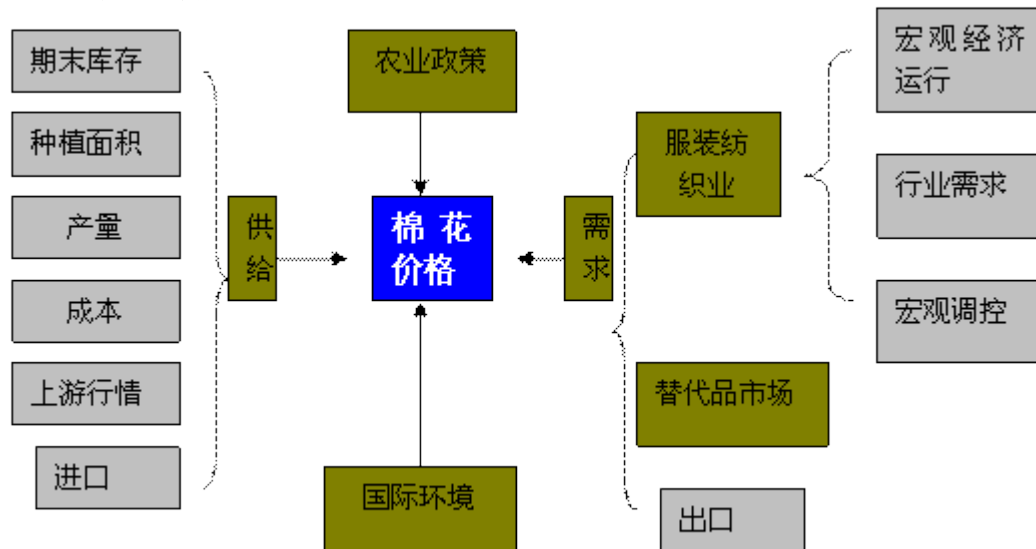 期末库存
种植面积
产量
成本
上游行情
进口
供
给
农业政策
棉 花
价格
国际环境
需
求
服装纺
织业
替代品市场
出口
宏观经济
运行
行业需求
宏观调控